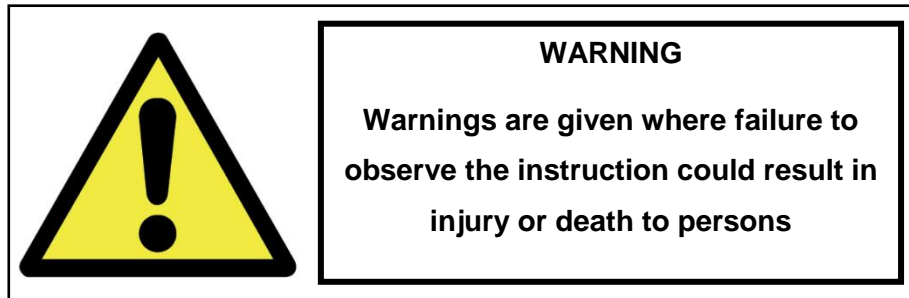 WARNING
Warnings are given where failure to
observe the instruction could result in
injury or death to persons